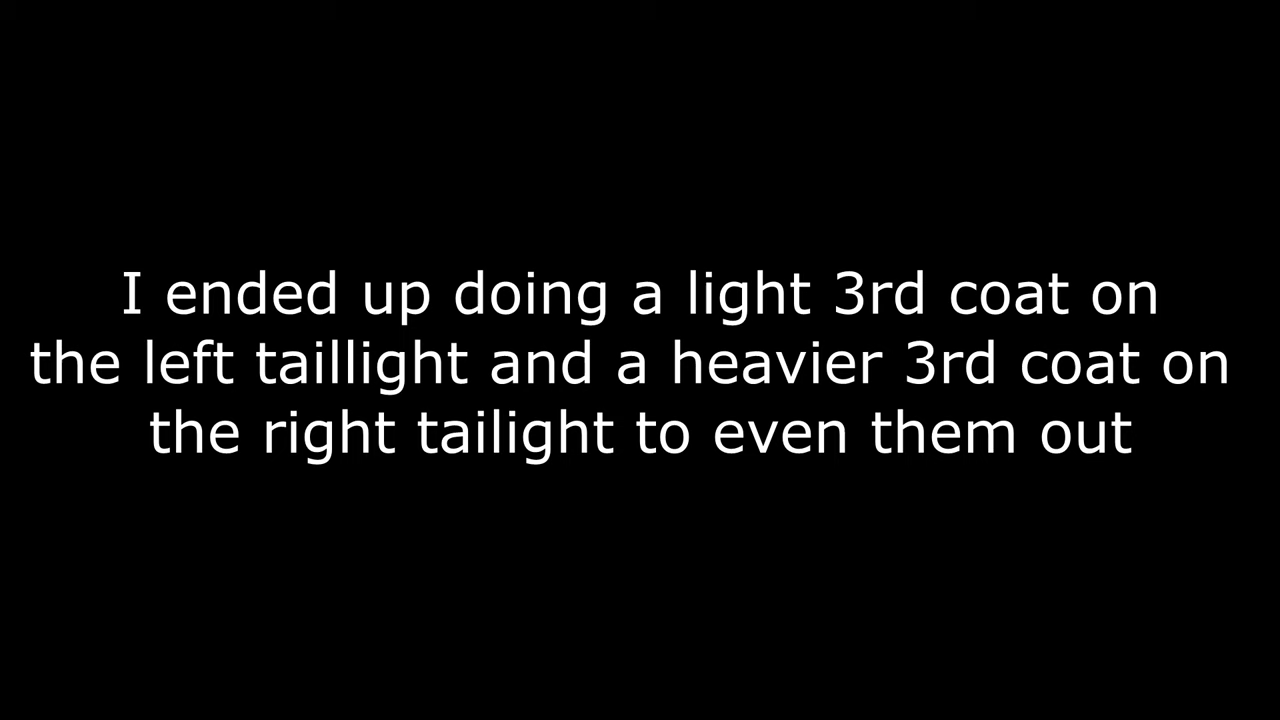 I ended up doing a light 3rd coat on
the left taillight and a heavier 3rd coat on
the right tailight to even them out